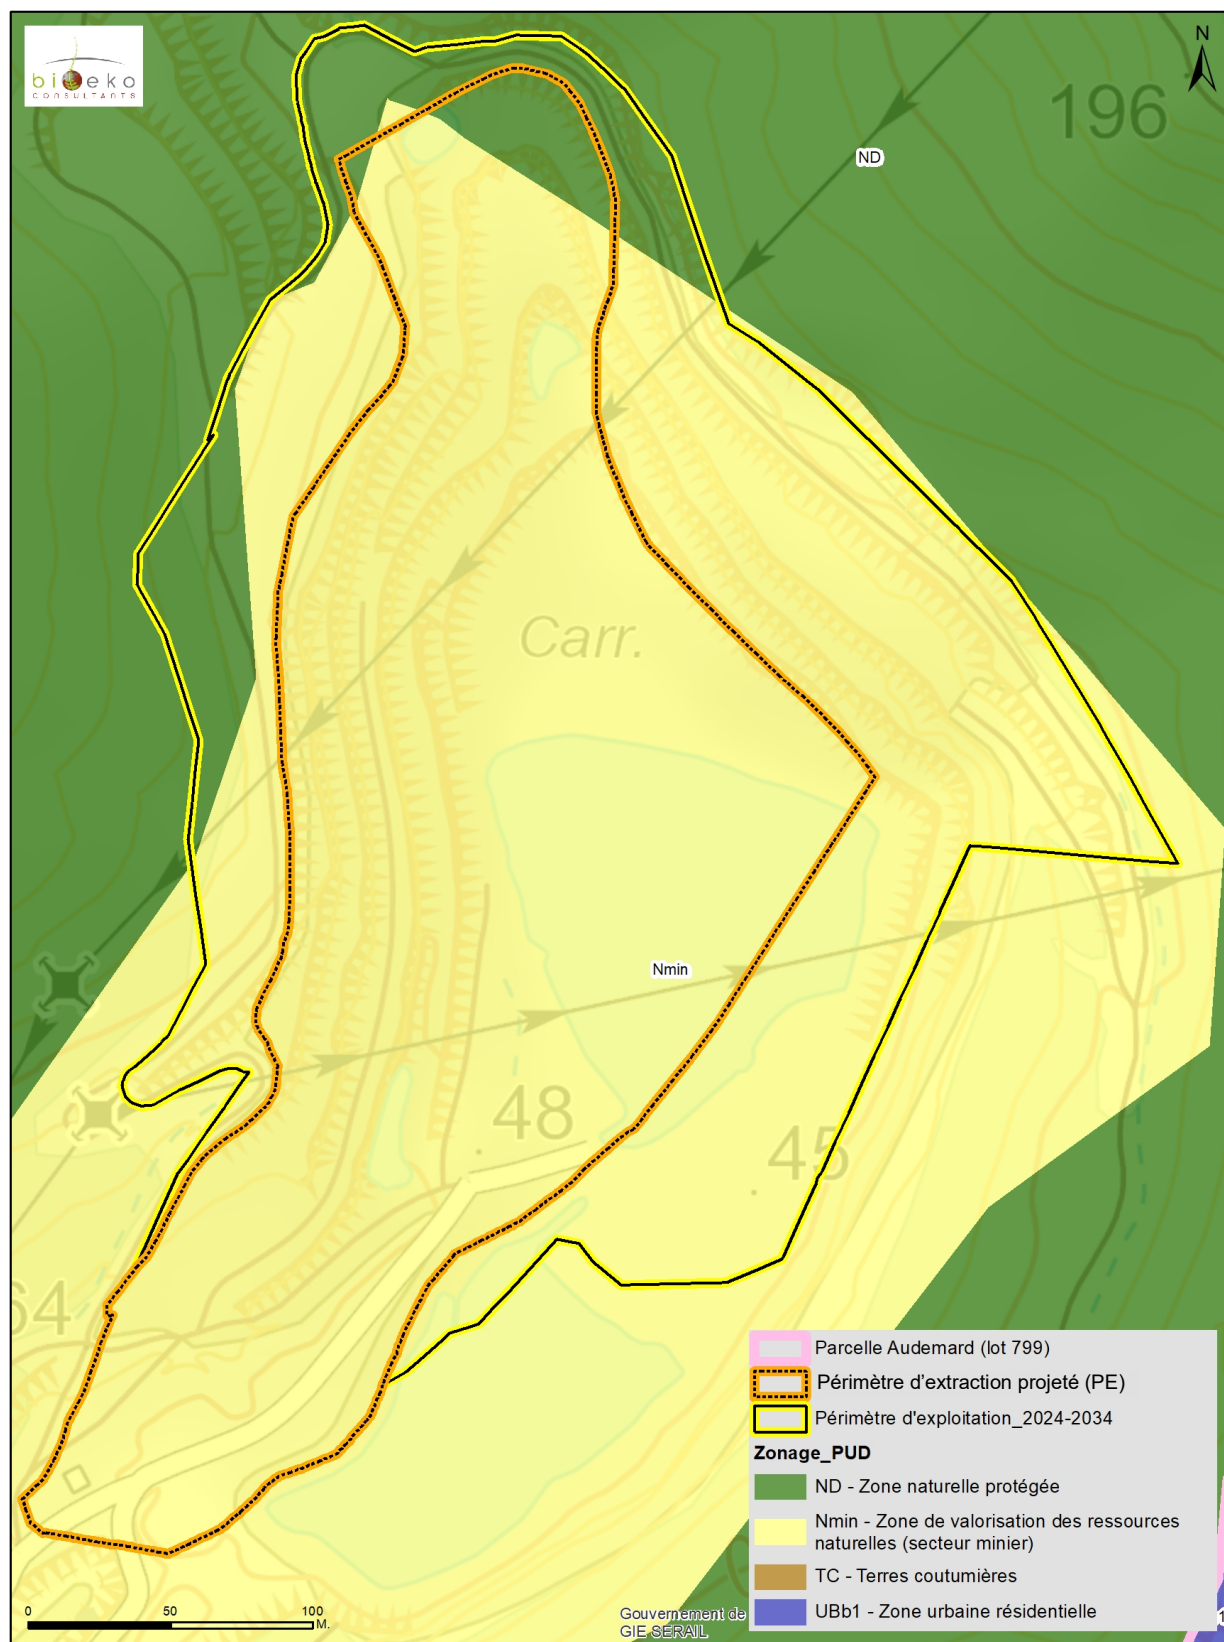 bioeko
CONSULTANTS
N
196
ND
Carr.
Nmin
48
45
64
Parcelle Audemard (lot 799)
Périmètre d'extraction projeté (PE)
Périmètre d'exploitation_2024-2034
Zonage_PUD
ND - Zone naturelle protégée
Nmin - Zone de valorisation des ressources
naturelles (secteur minier)
TC - Terres coutumières
UBb1 - Zone urbaine résidentielle
0 50 100
M.
Gouvernement de
GIE SERAIL
1